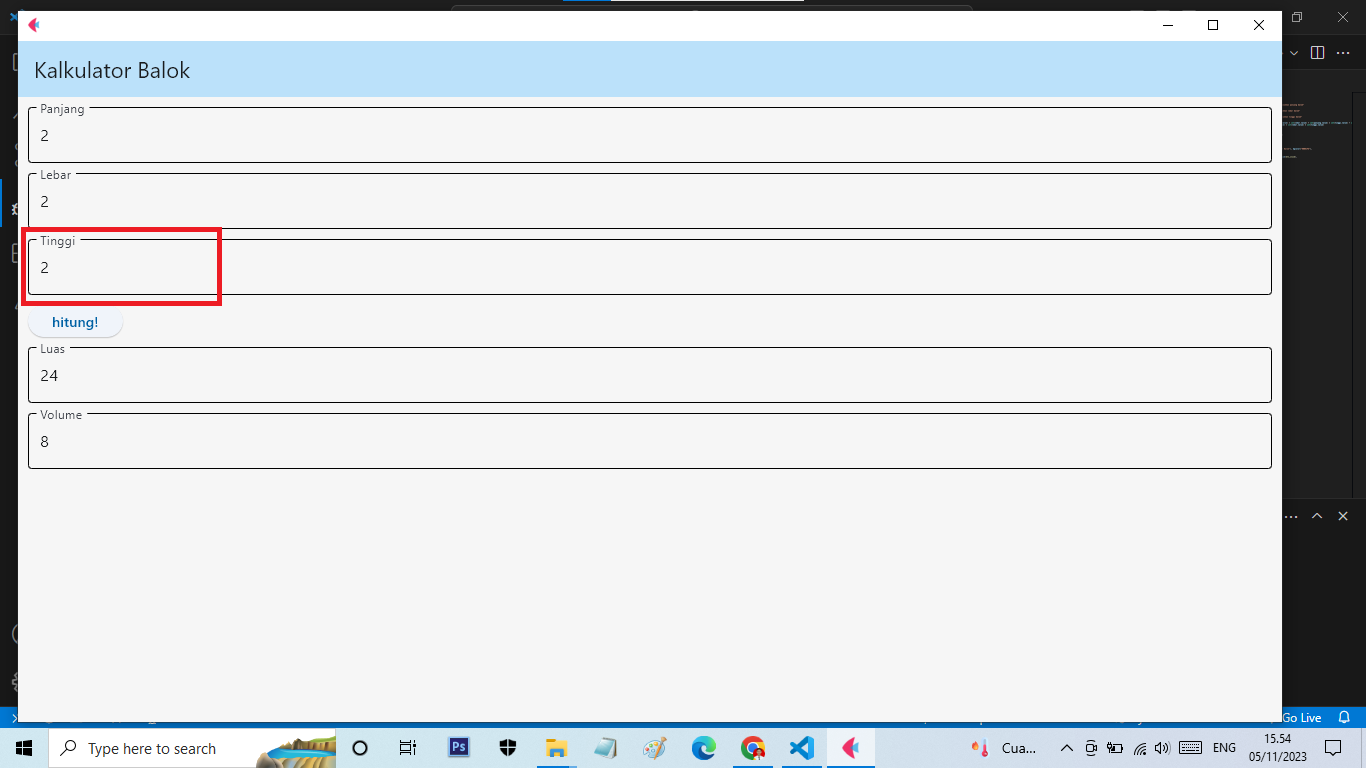 Kalkulator Balok
Panjang
2
Lebar
2
Tinggi
2
hitung!
Luas
24
Volume
8
Go Live
Type here to search
Ps
Cua...
ENG
15.54
05/11/2023